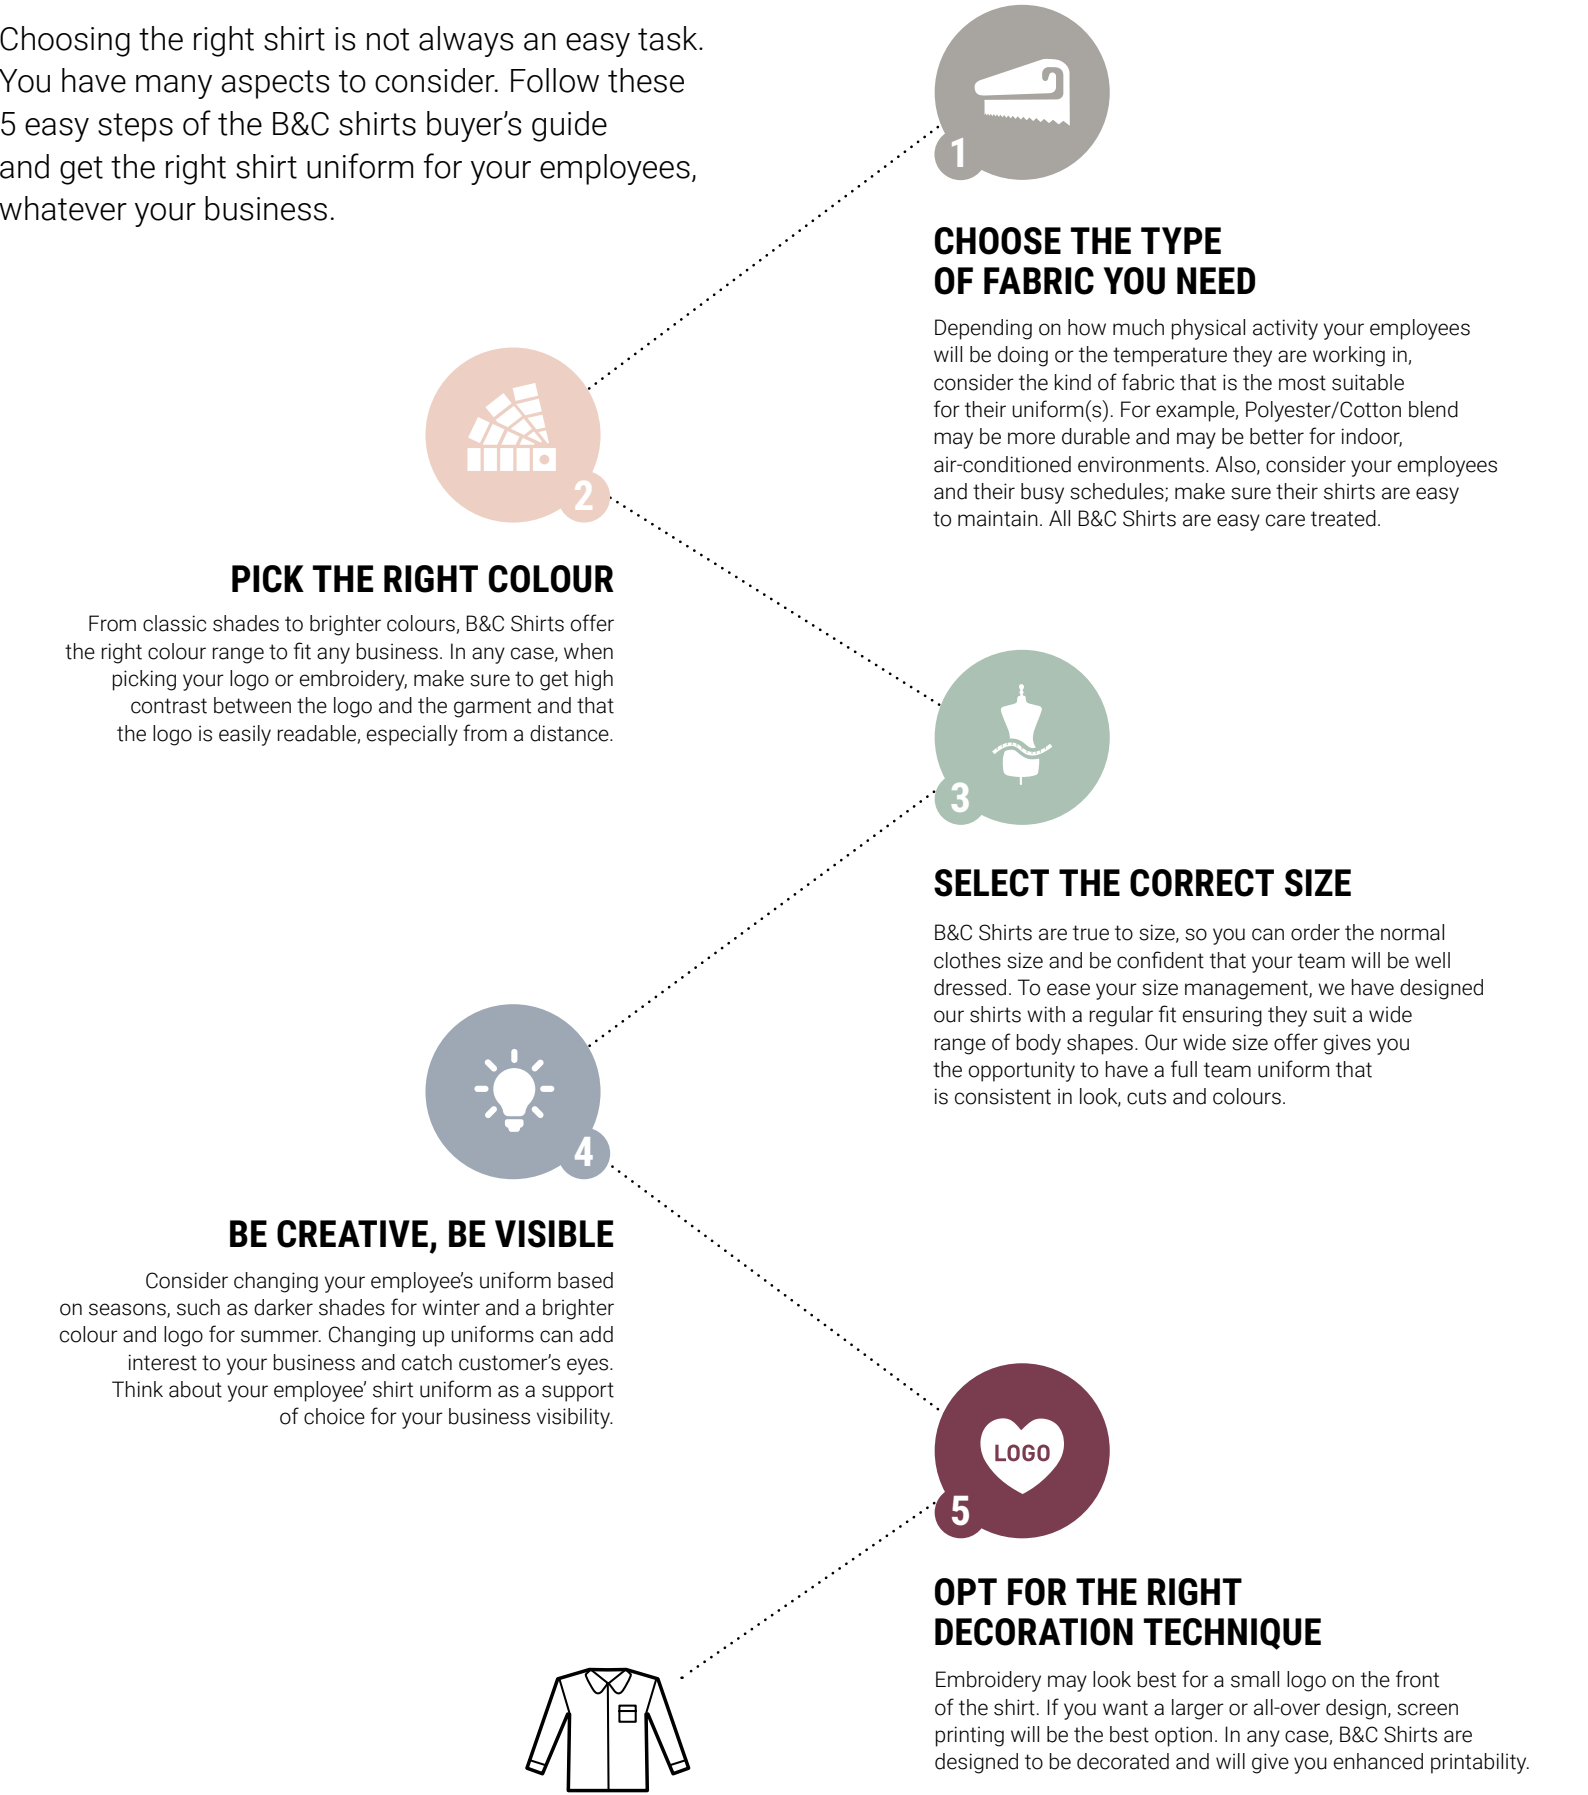 Choosing the right shirt is not always an easy task.
You have many aspects to consider. Follow these
5 easy steps of the B&C shirts buyer's guide
and get the right shirt uniform for your employees,
whatever your business.
1
CHOOSE THE TYPE
OF FABRIC YOU NEED
Depending on how much physical activity your employees
will be doing or the temperature they are working in,
consider the kind of fabric that is the most suitable
for their uniform(s). For example, Polyester/Cotton blend
may be more durable and may be better for indoor,
air-conditioned environments. Also, consider your employees
and their busy schedules; make sure their shirts are easy
to maintain. All B&C Shirts are easy care treated.
2
PICK THE RIGHT COLOUR
From classic shades to brighter colours, B&C Shirts offer
the right colour range to fit any business. In any case, when
picking your logo or embroidery, make sure to get high
contrast between the logo and the garment and that
the logo is easily readable, especially from a distance.
3
SELECT THE CORRECT SIZE
B&C Shirts are true to size, so you can order the normal
clothes size and be confident that your team will be well
dressed. To ease your size management, we have designed
our shirts with a regular fit ensuring they suit a wide
range of body shapes. Our wide size offer gives you
the opportunity to have a full team uniform that
is consistent in look, cuts and colours.
4
BE CREATIVE, BE VISIBLE
Consider changing your employee's uniform based
on seasons, such as darker shades for winter and a brighter
colour and logo for summer. Changing up uniforms can add
interest to your business and catch customer's eyes.
Think about your employee' shirt uniform as a support
of choice for your business visibility.
LOGO
5
OPT FOR THE RIGHT
DECORATION TECHNIQUE
Embroidery may look best for a small logo on the front
of the shirt. If you want a larger or all-over design, screen
printing will be the best option. In any case, B&C Shirts are
designed to be decorated and will give you enhanced printability.